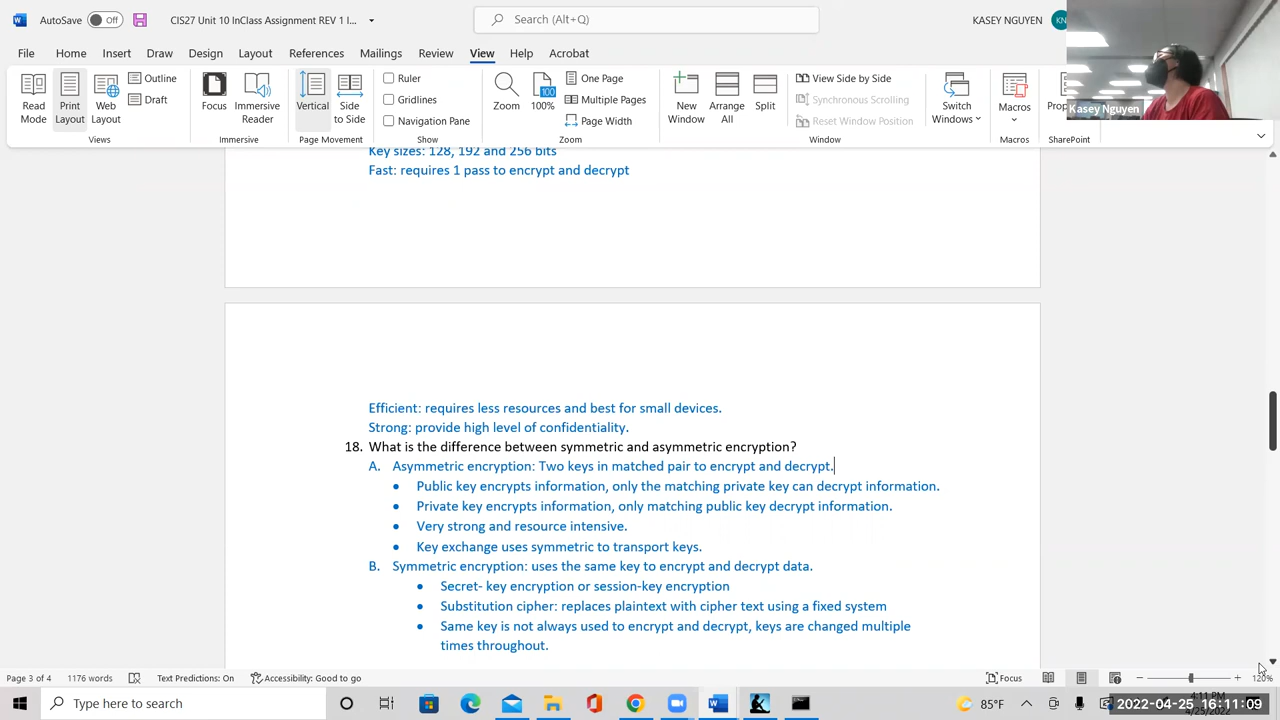 AutoSave Off CIS27 Unit 10 InClass Assignment REV 1 I... Search (Alt+Q) KASEY NGUYEN KN
File Home Insert Draw Design Layout References Mailings Review View Help Acrobat
Read Mode Print Layout Web Layout Outline Draft Focus Immersive Reader Vertical Side to Side Ruler Gridlines Navigation Pane Zoom 100% One Page Multiple Pages Page Width New Window Arrange All Split View Side by Side Synchronous Scrolling Reset Window Position Switch Windows Macros
Views Immersive Page Movement Show Zoom Window Macros SharePoint
Kasey Nguyen
Key sizes: 128, 192 and 256 bits
Fast: requires 1 pass to encrypt and decrypt
Efficient: requires less resources and best for small devices.
Strong: provide high level of confidentiality.
18. What is the difference between symmetric and asymmetric encryption?
A. Asymmetric encryption: Two keys in matched pair to encrypt and decrypt.
• Public key encrypts information, only the matching private key can decrypt information.
• Private key encrypts information, only matching public key decrypt information.
• Very strong and resource intensive.
• Key exchange uses symmetric to transport keys.
B. Symmetric encryption: uses the same key to encrypt and decrypt data.
• Secret- key encryption or session-key encryption
• Substitution cipher: replaces plaintext with cipher text using a fixed system
• Same key is not always used to encrypt and decrypt, keys are changed multiple
times throughout.
Page 3 of 4 1176 words Text Predictions: On Accessibility: Good to go Focus 120%
Type here to search 85°F 4:11 PM
2022-04-25 16:11:09
4/25/2022